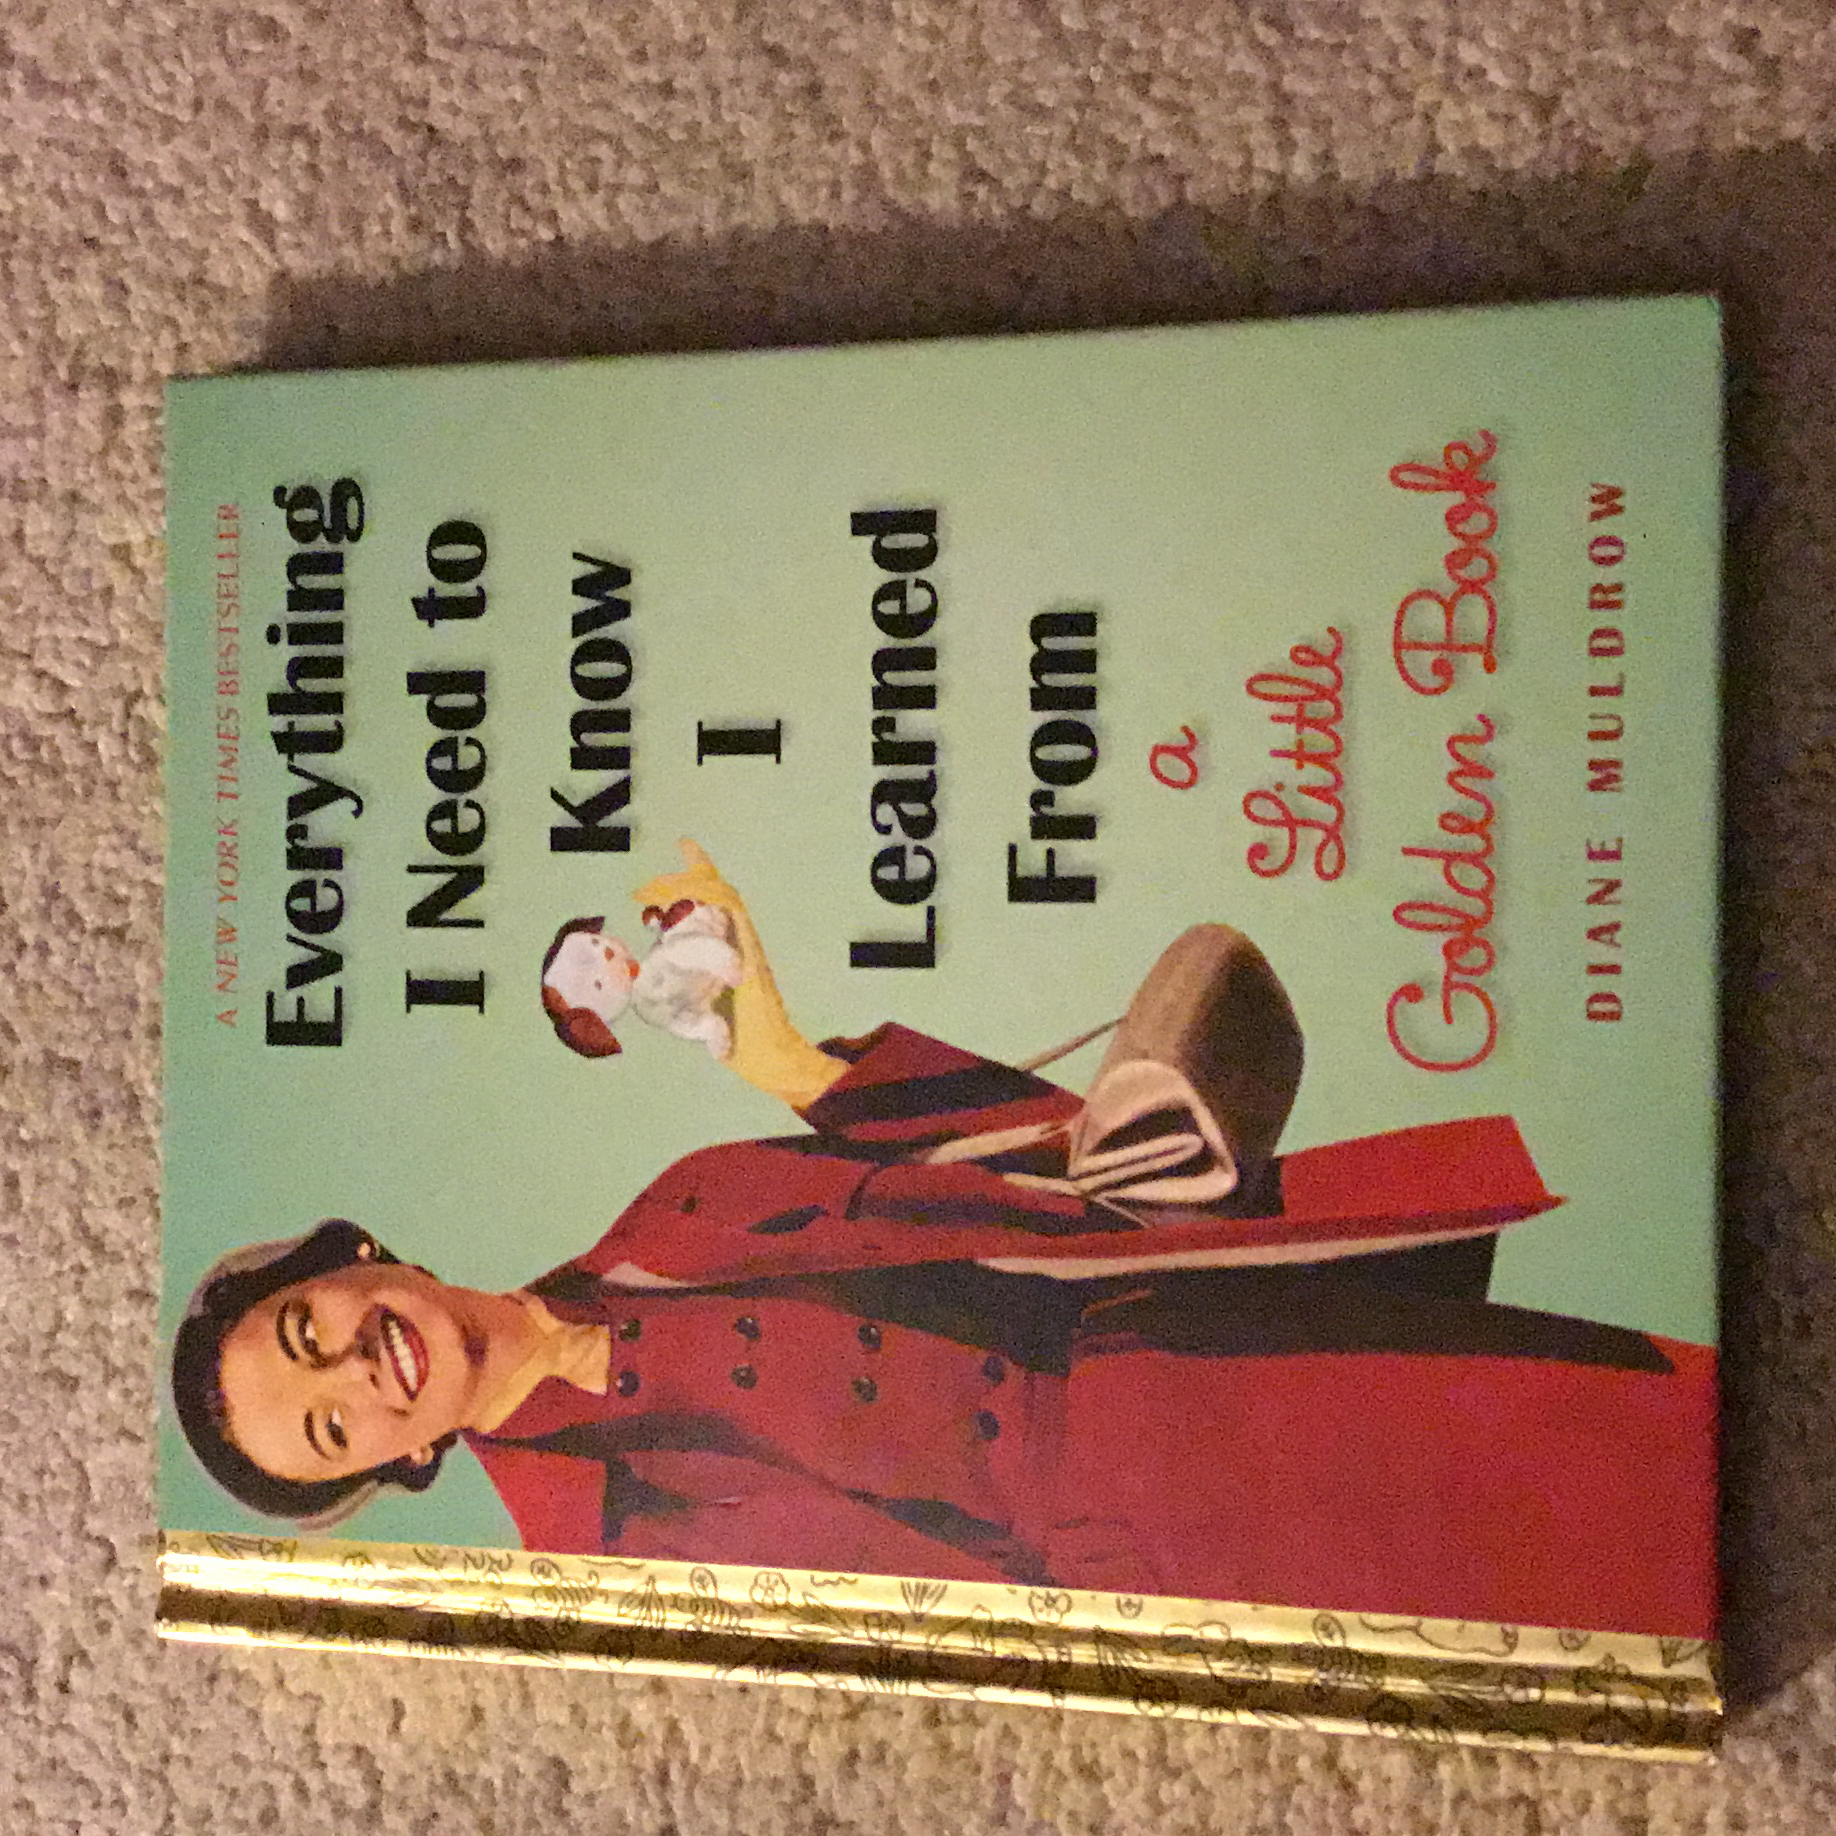 A NEW YORK TIMES BESTSELLER
Everything
I Need to
Know
I
Learned
From
a
Little
Golden Book
DIANE MULDROW